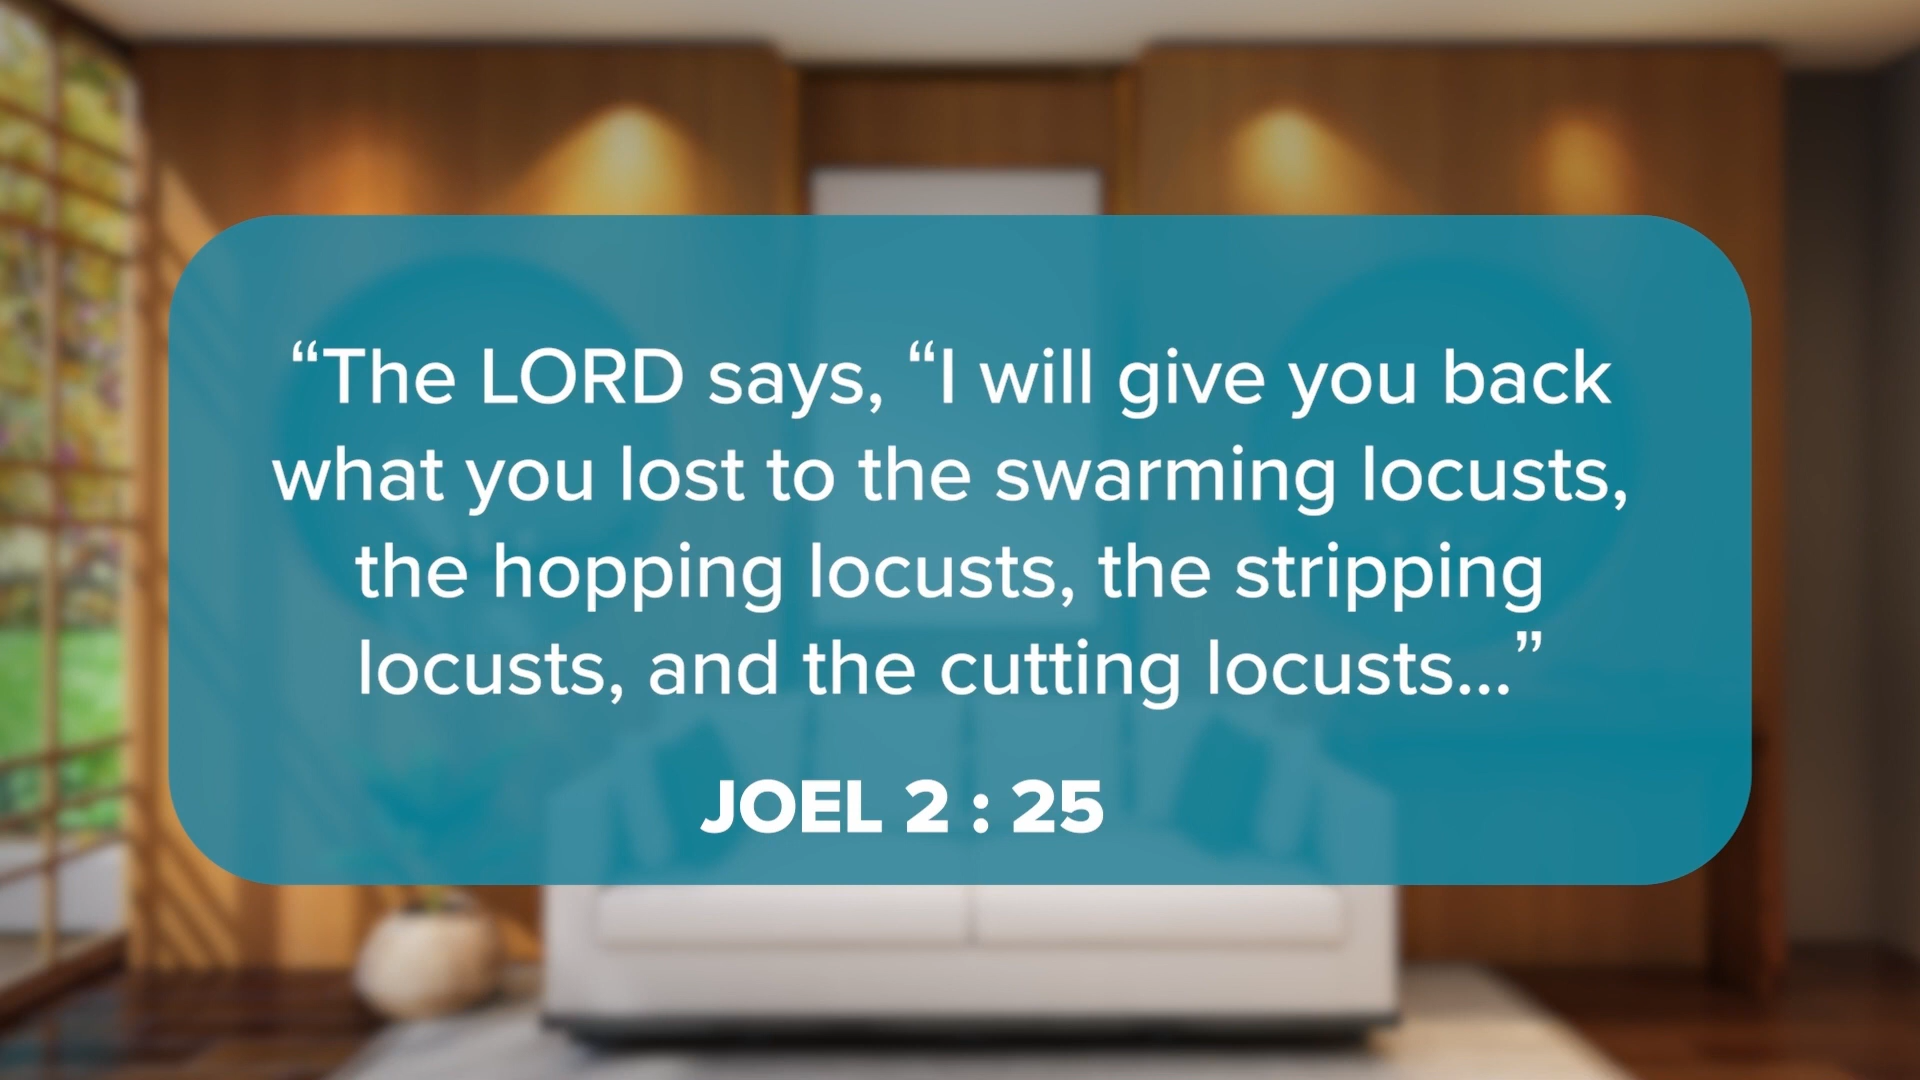 “The LORD says, “I will give you back
what you lost to the swarming locusts,
the hopping locusts, the stripping
locusts, and the cutting locusts...”
JOEL 2 : 25